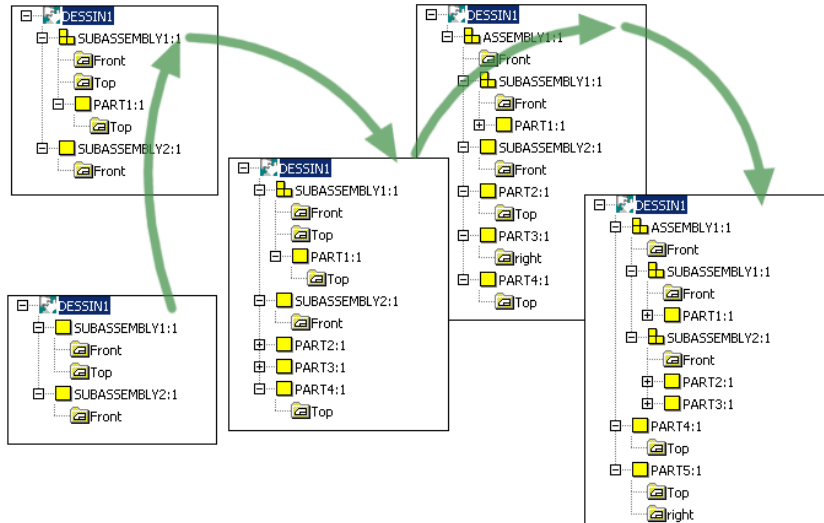 DESSIN1
SUBASSEMBLY1:1
Front
Top
PART1:1
Top
SUBASSEMBLY2:1
Front
DESSIN1
SUBASSEMBLY1:1
Front
Top
SUBASSEMBLY2:1
Front
DESSIN1
SUBASSEMBLY1:1
Front
Top
PART1:1
Top
SUBASSEMBLY2:1
Front
PART2:1
PART3:1
PART4:1
Top
DESSIN1
ASSEMBLY1:1
Front
SUBASSEMBLY1:1
Front
PART1:1
SUBASSEMBLY2:1
Front
PART2:1
Top
PART3:1
right
PART4:1
Top
DESSIN1
ASSEMBLY1:1
Front
SUBASSEMBLY1:1
Front
PART1:1
SUBASSEMBLY2:1
Front
PART2:1
PART3:1
PART4:1
Top
PART5:1
Top
right